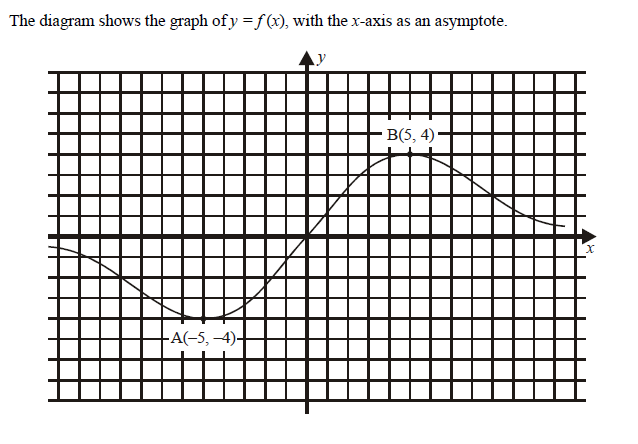 The diagram shows the graph of y = f (x), with the x-axis as an asymptote.
y
B(5, 4)
x
A(–5, –4)